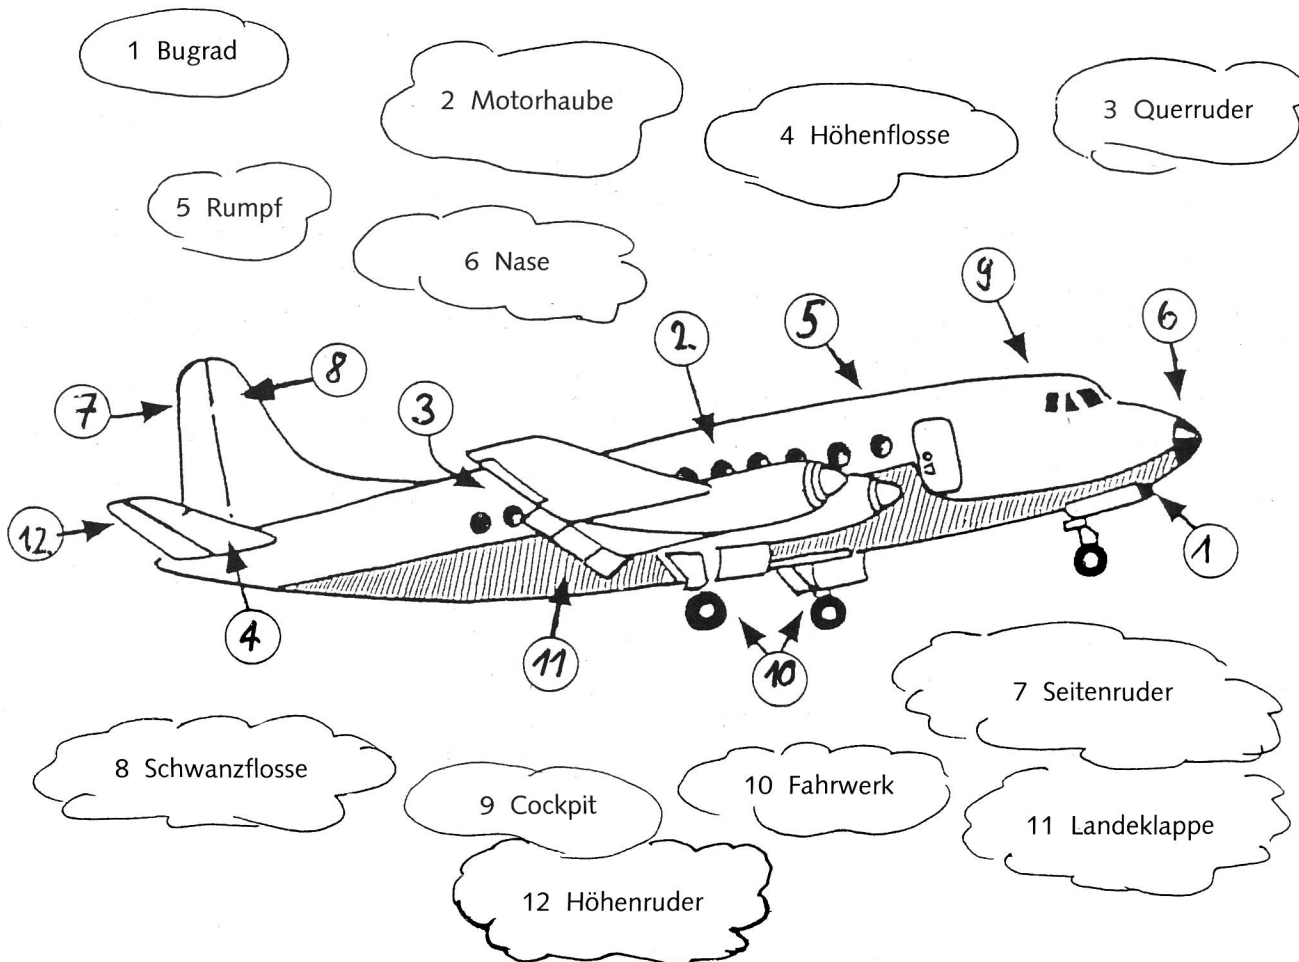 1 Bugrad
2 Motorhaube
3 Querruder
4 Höhenflosse
5 Rumpf
6 Nase
9
5
6
2.
8
7
3
12.
1
4
11
10
7 Seitenruder
8 Schwanzflosse
9 Cockpit
10 Fahrwerk
11 Landeklappe
12 Höhenruder